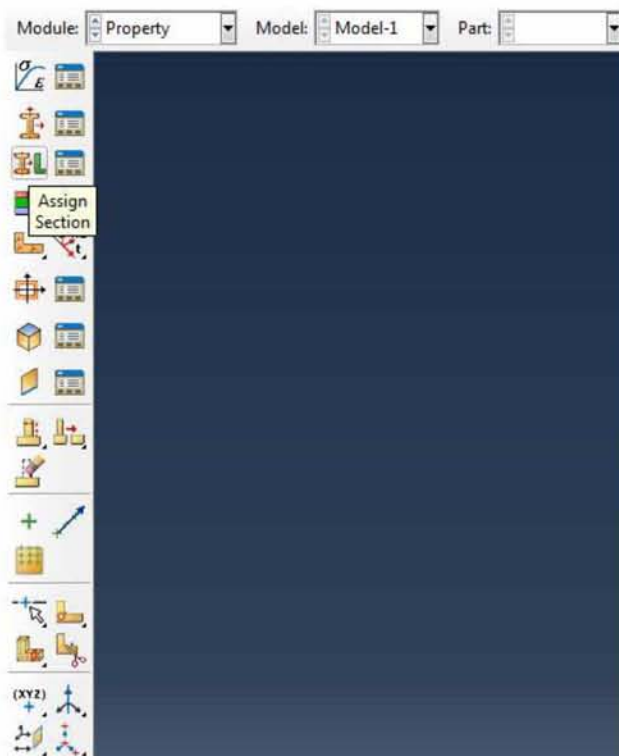 Module: Property Model: Model-1 Part:
σ
ε
Assign
Section
t
(XYZ)